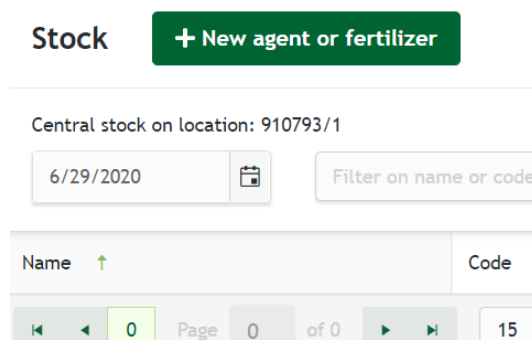 Stock + New agent or fertilizer
Central stock on location: 910793/1
6/29/2020 Filter on name or code
Name ↑ Code
0 Page 0 of 0 15